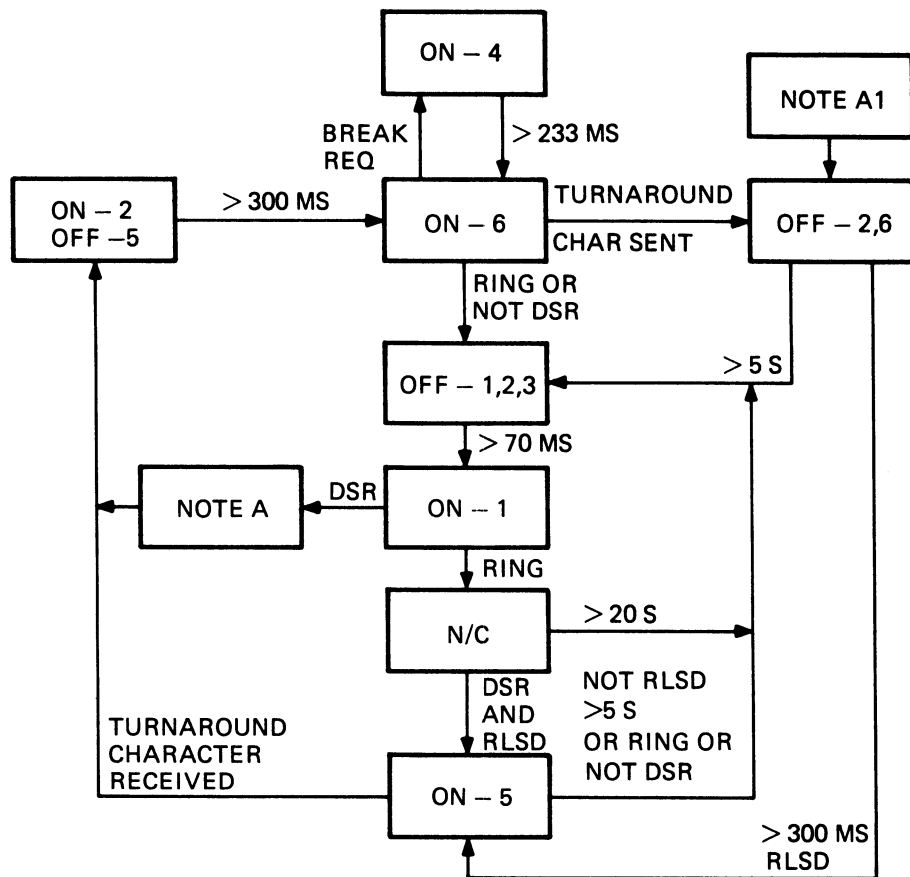 ON – 4
NOTE A1
BREAK
REQ
> 233 MS
ON – 2
OFF –5
> 300 MS
ON – 6
TURNAROUND
CHAR SENT
OFF – 2,6
RING OR
NOT DSR
OFF – 1,2,3
> 5 S
> 70 MS
NOTE A
DSR
ON – 1
RING
N/C
> 20 S
DSR
AND
RLSD
NOT RLSD
>5 S
OR RING OR
NOT DSR
TURNAROUND
CHARACTER
RECEIVED
ON – 5
> 300 MS
RLSD